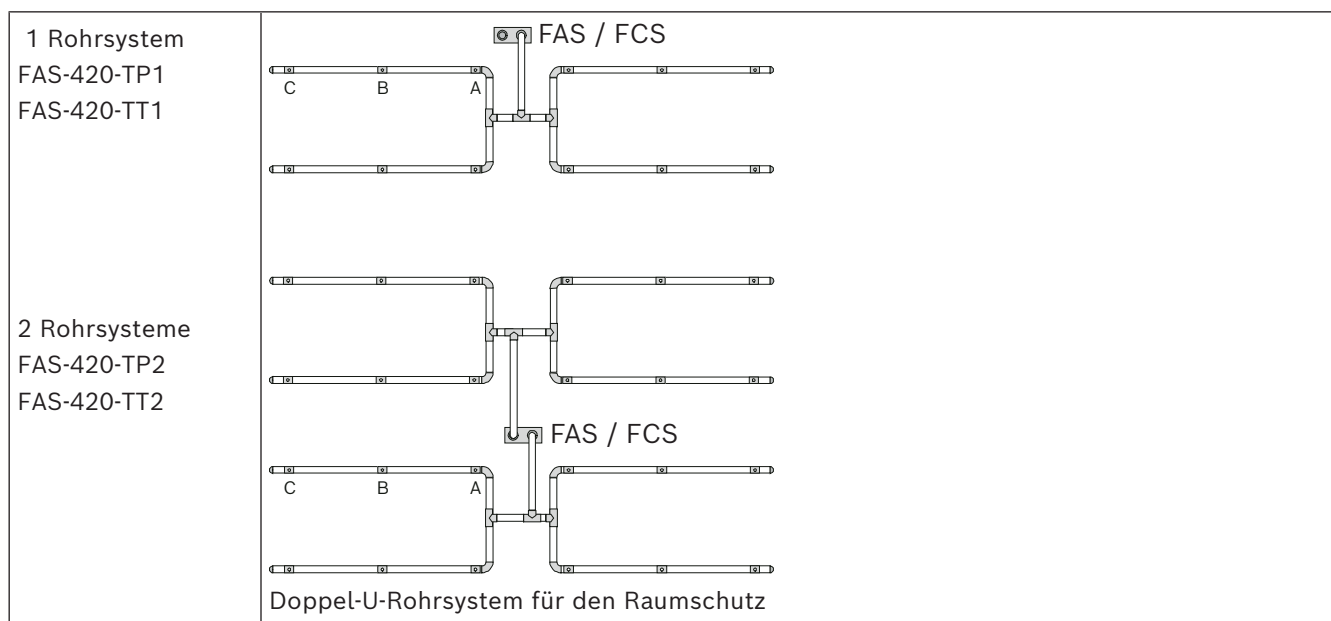 1 Rohrsystem
FAS-420-TP1
FAS-420-TT1
FAS / FCS
C B A
2 Rohrsysteme
FAS-420-TP2
FAS-420-TT2
FAS / FCS
C B A
Doppel-U-Rohrsystem für den Raumschutz